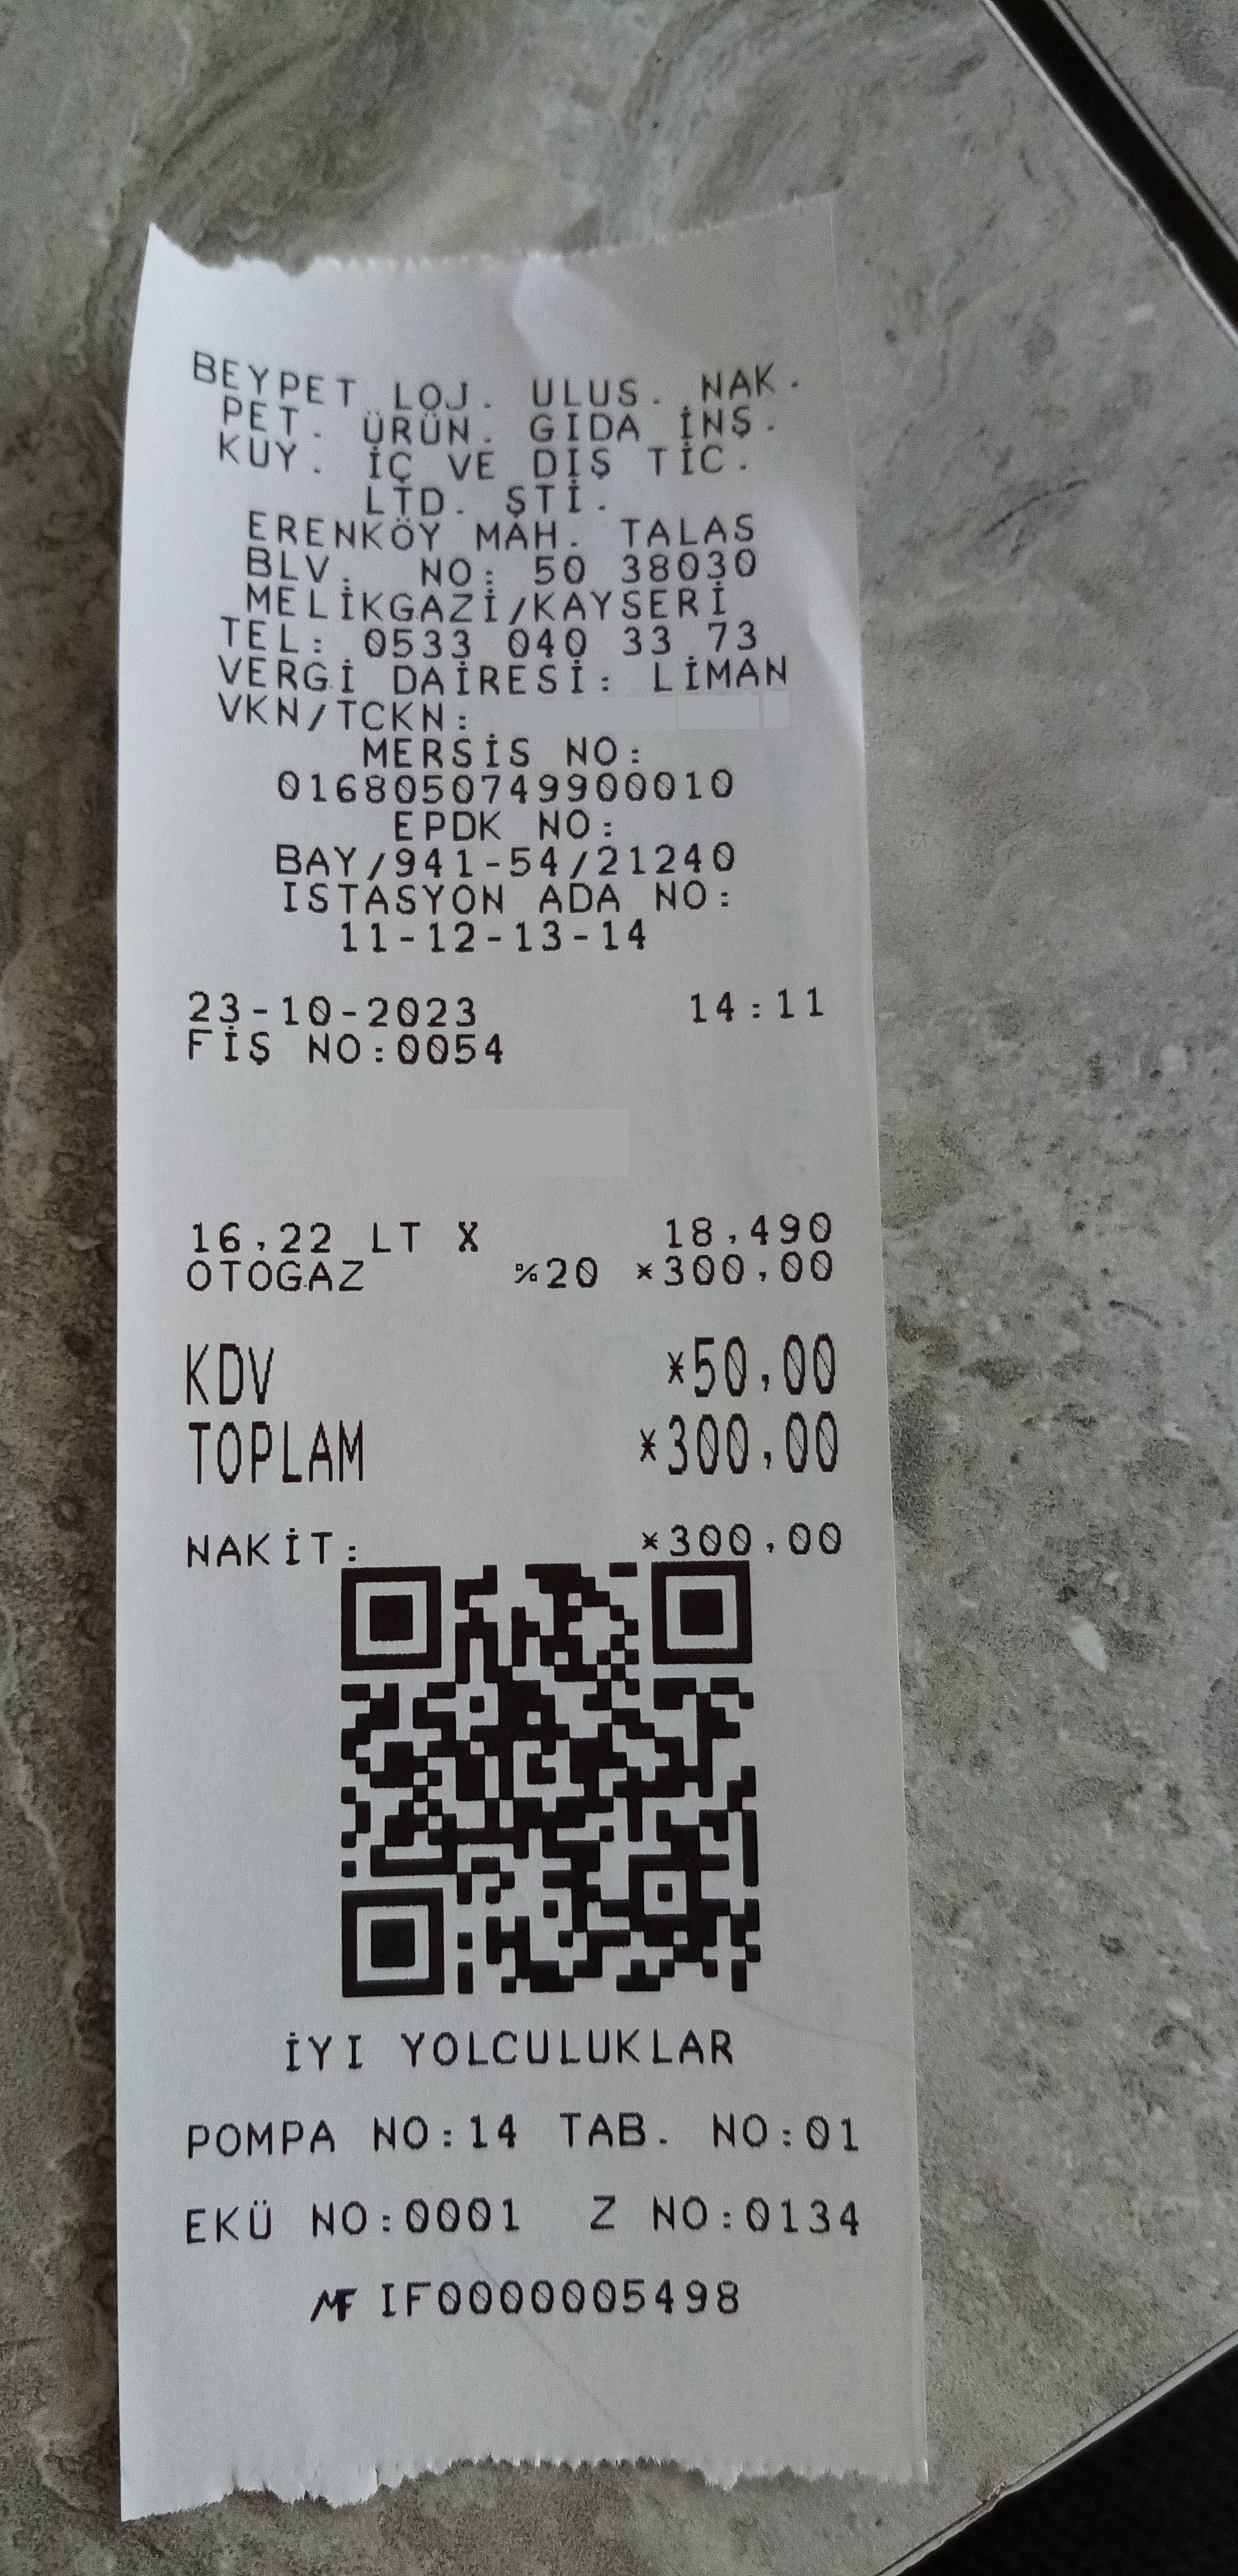 BEYPET LOJ. ULUS. NAK.
PET. ÜRÜN. GIDA İNŞ.
KUY. İÇ VE DIŞ TİC.
LTD. ŞTİ.
ERENKÖY MAH. TALAS
BLV. NO: 50 38030
MELİKGAZİ/KAYSERİ
TEL: 0533 040 33 73
VERGİ DAİRESİ: LİMAN
VKN/TCKN:
MERSİS NO:
0168050749900010
EPDK NO:
BAY/941-54/21240
ISTASYON ADA NO:
11-12-13-14
23-10-2023 14:11
FİŞ NO:0054
16,22 LT X 18,490
OTOGAZ %20 *300,00
KDV *50,00
TOPLAM *300,00
NAKİT: *300,00
İYI YOLCULUKLAR
POMPA NO:14 TAB. NO:01
EKÜ NO:0001 Z NO:0134
MF IF0000005498